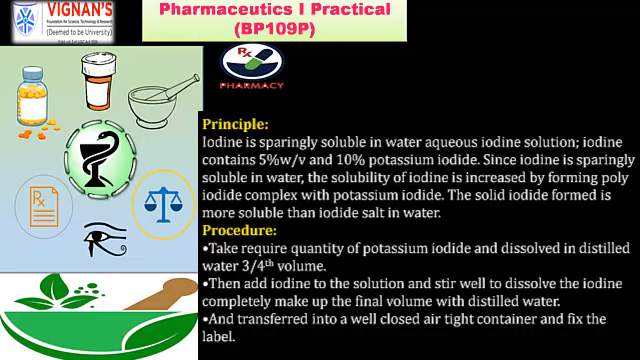 VIGNAN'S
Foundation for Science, Technology & Research
(Deemed to be University)
Pharmaceutics I Practical
(BP109P)
Rx
PHARMACY
Rx
Principle:
Iodine is sparingly soluble in water aqueous iodine solution; iodine
contains 5%w/v and 10% potassium iodide. Since iodine is sparingly
soluble in water, the solubility of iodine is increased by forming poly
iodide complex with potassium iodide. The solid iodide formed is
more soluble than iodide salt in water.
Procedure:
•Take require quantity of potassium iodide and dissolved in distilled
water 3/4th volume.
•Then add iodine to the solution and stir well to dissolve the iodine
completely make up the final volume with distilled water.
•And transferred into a well closed air tight container and fix the
label.